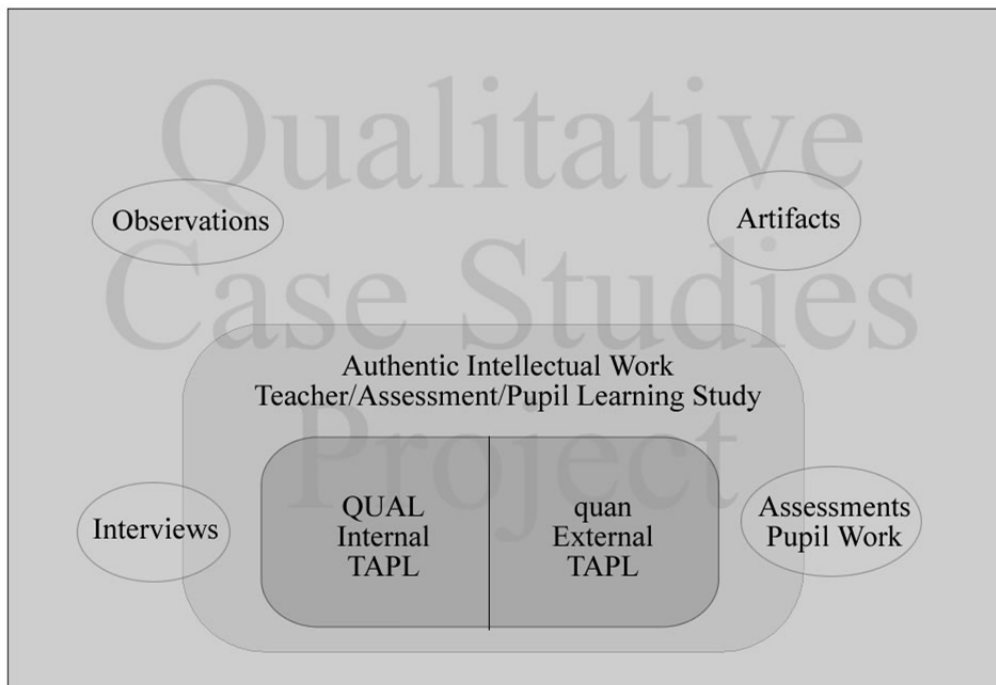 Qualitative
Case Studies
Project
Observations
Artifacts
Authentic Intellectual Work
Teacher/Assessment/Pupil Learning Study
Interviews
QUAL
Internal
TAPL
quan
External
TAPL
Assessments
Pupil Work